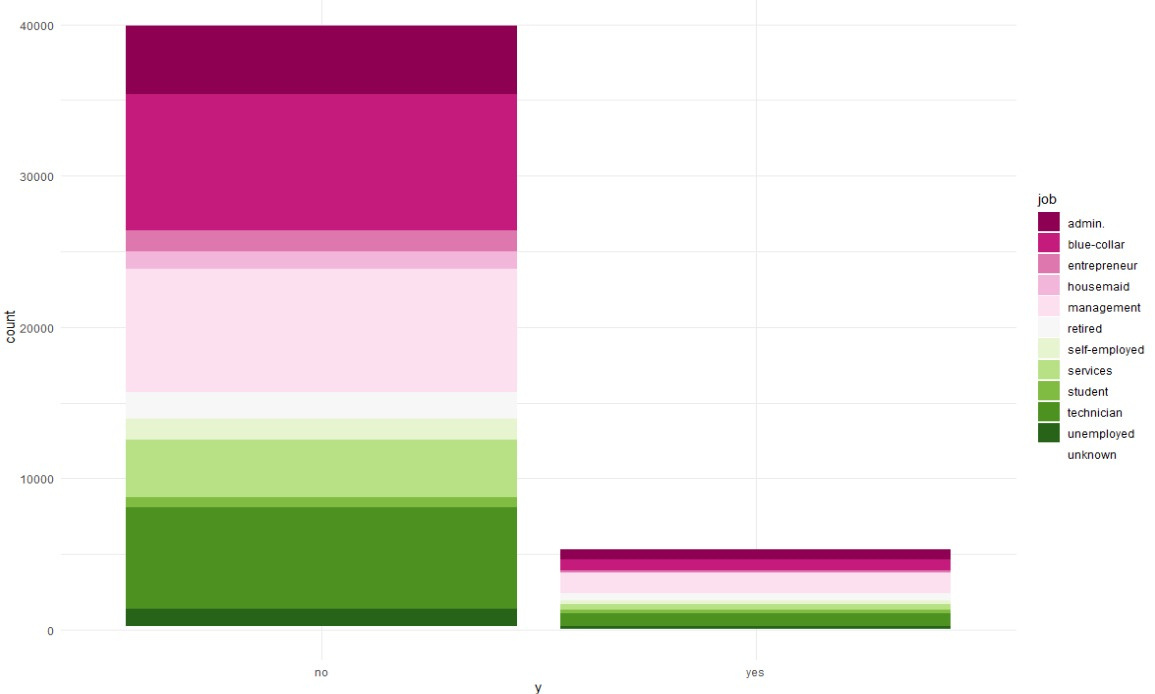 40000
30000
20000
10000
0
count
no
yes
y
job
admin.
blue-collar
entrepreneur
housemaid
management
retired
self-employed
services
student
technician
unemployed
unknown